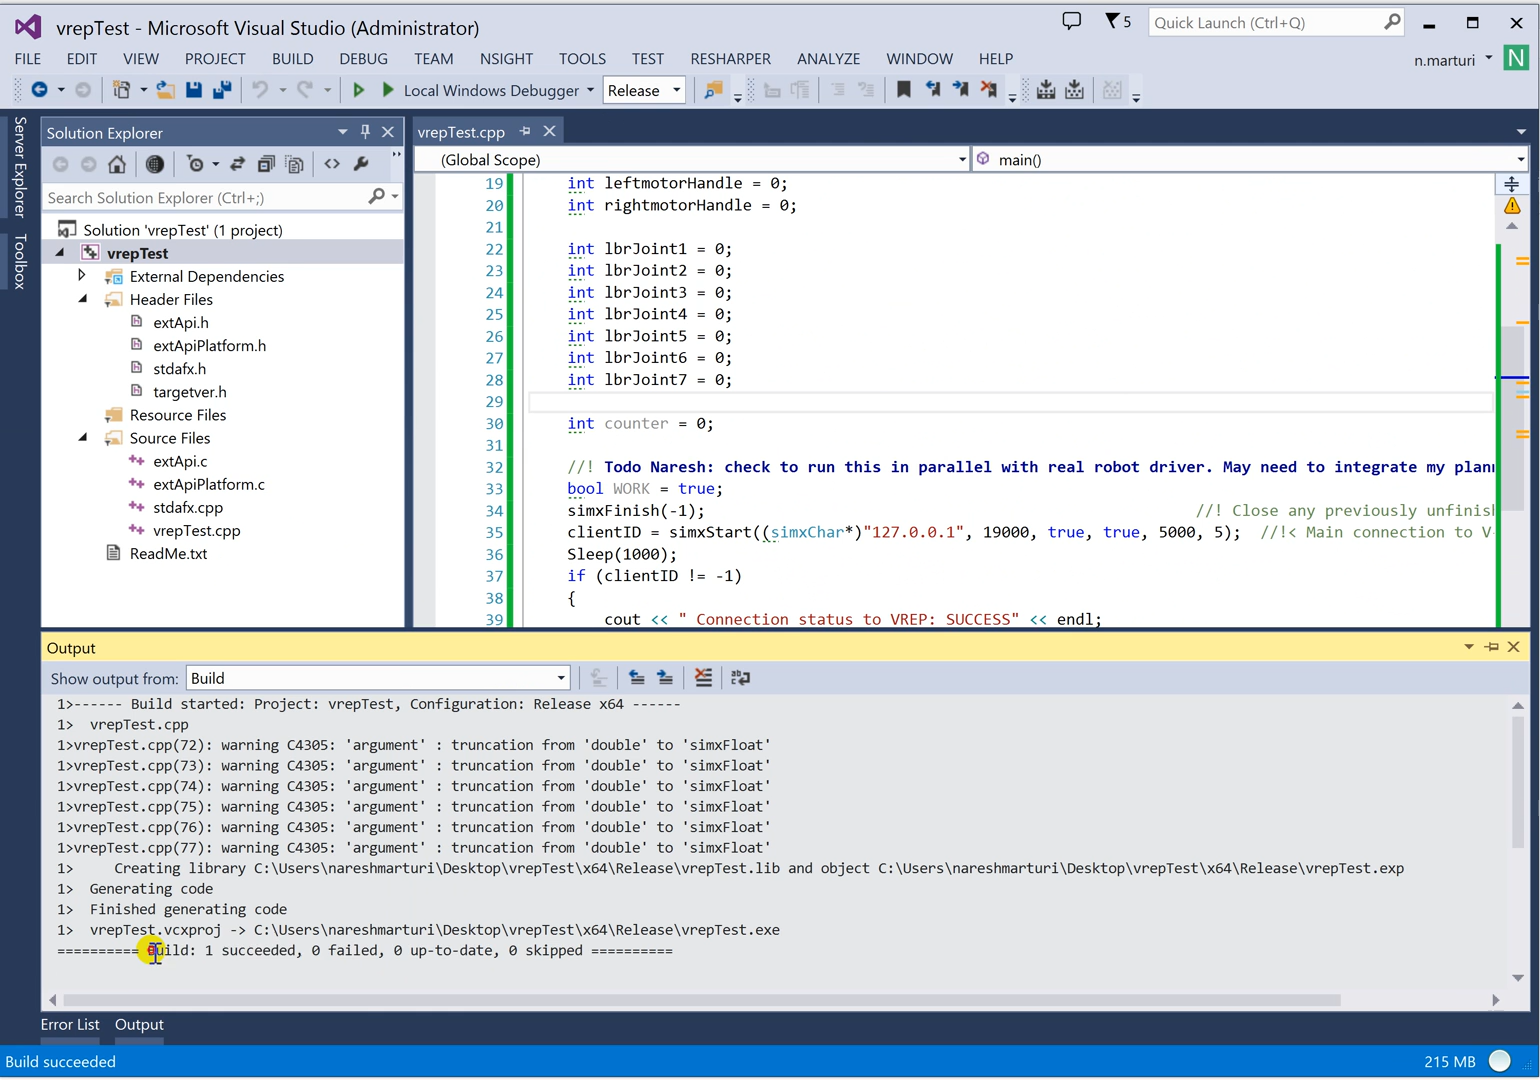 vrepTest - Microsoft Visual Studio (Administrator)
5
Quick Launch (Ctrl+Q)
FILE EDIT VIEW PROJECT BUILD DEBUG TEAM NSIGHT TOOLS TEST RESHARPER ANALYZE WINDOW HELP
n.marturi
N
Local Windows Debugger
Release
Server Explorer
Toolbox
Solution Explorer
Search Solution Explorer (Ctrl+;)
Solution 'vrepTest' (1 project)
vrepTest
External Dependencies
Header Files
extApi.h
extApiPlatform.h
stdafx.h
targetver.h
Resource Files
Source Files
extApi.c
extApiPlatform.c
stdafx.cpp
vrepTest.cpp
ReadMe.txt
vrepTest.cpp
(Global Scope)
main()
19 int leftmotorHandle = 0;
20 int rightmotorHandle = 0;
21
22 int lbrJoint1 = 0;
23 int lbrJoint2 = 0;
24 int lbrJoint3 = 0;
25 int lbrJoint4 = 0;
26 int lbrJoint5 = 0;
27 int lbrJoint6 = 0;
28 int lbrJoint7 = 0;
29
30 int counter = 0;
31
32 //! Todo Naresh: check to run this in parallel with real robot driver. May need to integrate my plann
33 bool WORK = true;
34 simxFinish(-1); //! Close any previously unfinish
35 clientID = simxStart((simxChar*)"127.0.0.1", 19000, true, true, 5000, 5); //!< Main connection to V-
36 Sleep(1000);
37 if (clientID != -1)
38 {
39 cout << " Connection status to VREP: SUCCESS" << endl;
Output
Show output from: Build
1>------ Build started: Project: vrepTest, Configuration: Release x64 ------
1>  vrepTest.cpp
1>vrepTest.cpp(72): warning C4305: 'argument' : truncation from 'double' to 'simxFloat'
1>vrepTest.cpp(73): warning C4305: 'argument' : truncation from 'double' to 'simxFloat'
1>vrepTest.cpp(74): warning C4305: 'argument' : truncation from 'double' to 'simxFloat'
1>vrepTest.cpp(75): warning C4305: 'argument' : truncation from 'double' to 'simxFloat'
1>vrepTest.cpp(76): warning C4305: 'argument' : truncation from 'double' to 'simxFloat'
1>vrepTest.cpp(77): warning C4305: 'argument' : truncation from 'double' to 'simxFloat'
1>     Creating library C:\Users\nareshmarturi\Desktop\vrepTest\x64\Release\vrepTest.lib and object C:\Users\nareshmarturi\Desktop\vrepTest\x64\Release\vrepTest.exp
1>  Generating code
1>  Finished generating code
1>  vrepTest.vcxproj -> C:\Users\nareshmarturi\Desktop\vrepTest\x64\Release\vrepTest.exe
========== Build: 1 succeeded, 0 failed, 0 up-to-date, 0 skipped ==========
Error List Output
Build succeeded
215 MB